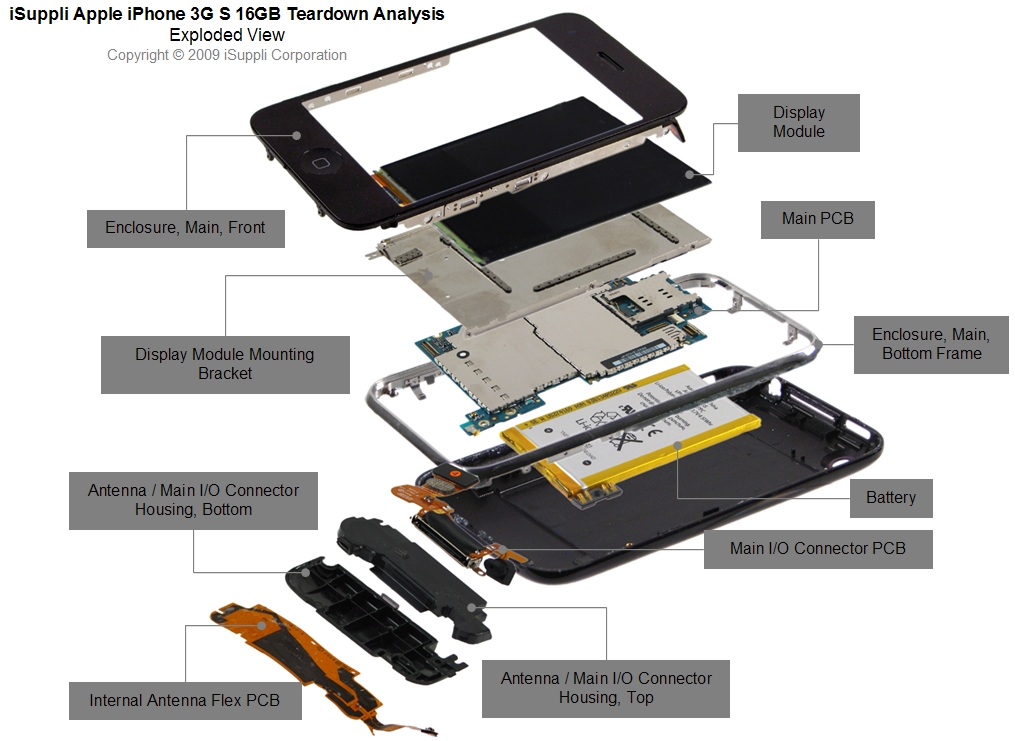 iSuppli Apple iPhone 3G S 16GB Teardown Analysis
Exploded View
Copyright © 2009 iSuppli Corporation
Display
Module
Main PCB
Enclosure, Main, Front
Enclosure, Main,
Bottom Frame
Display Module Mounting
Bracket
Antenna / Main I/O Connector
Housing, Bottom
Battery
Main I/O Connector PCB
Antenna / Main I/O Connector
Housing, Top
Internal Antenna Flex PCB